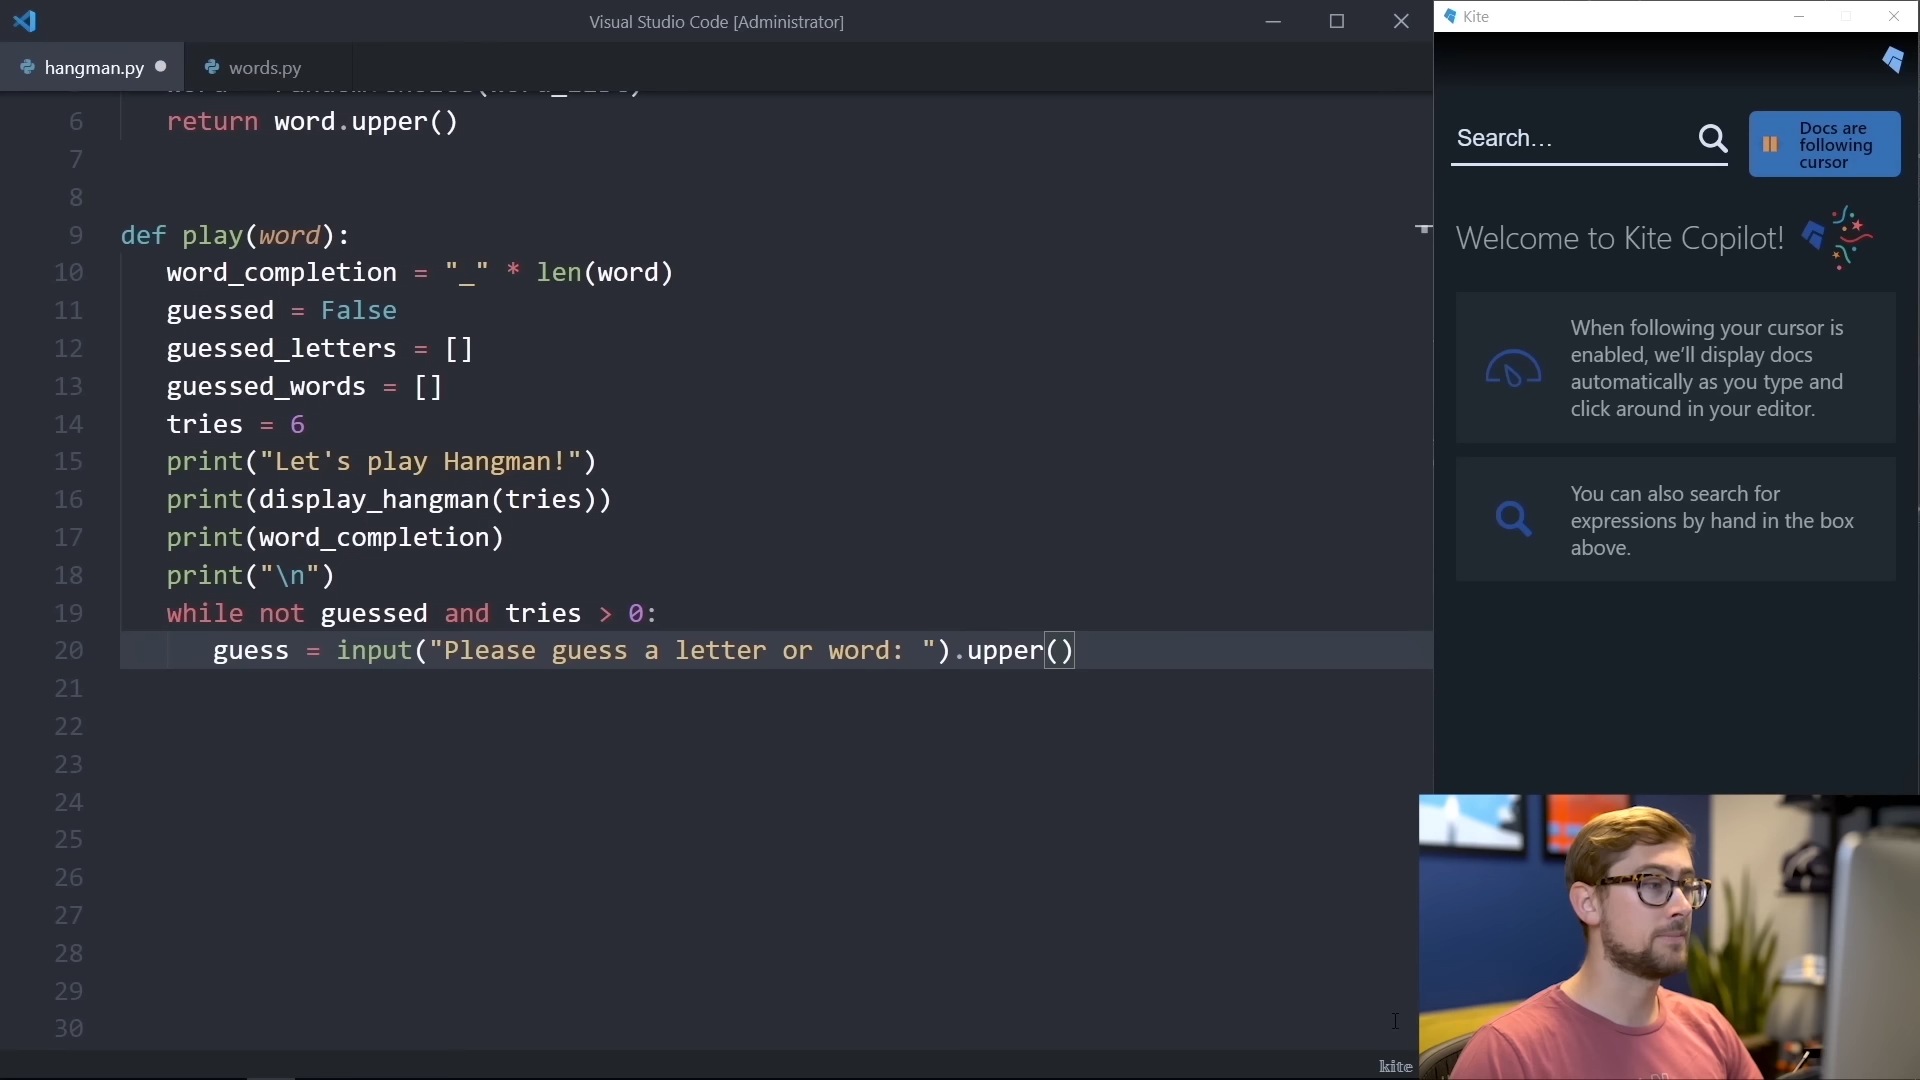 Visual Studio Code [Administrator]
hangman.py
words.py
6 return word.upper()
7
8
9 def play(word):
10 word_completion = "_" * len(word)
11 guessed = False
12 guessed_letters = []
13 guessed_words = []
14 tries = 6
15 print("Let's play Hangman!")
16 print(display_hangman(tries))
17 print(word_completion)
18 print("\n")
19 while not guessed and tries > 0:
20 guess = input("Please guess a letter or word: ").upper()
21
22
23
24
25
26
27
28
29
30
kite
Kite
Search...
Docs are
following
cursor
Welcome to Kite Copilot!
When following your cursor is
enabled, we'll display docs
automatically as you type and
click around in your editor.
You can also search for
expressions by hand in the box
above.